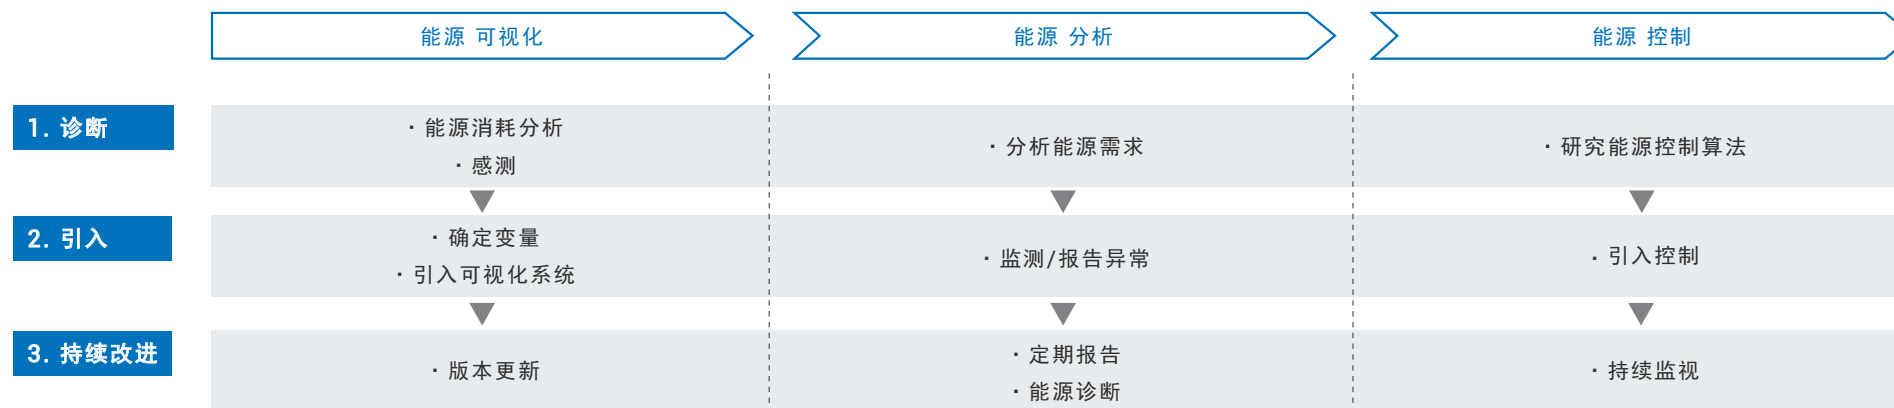 能源 可视化
能源 分析
能源 控制
1. 诊断
· 能源消耗分析
· 感测
· 分析能源需求
· 研究能源控制算法
2. 引入
· 确定变量
· 引入可视化系统
· 监测/报告异常
· 引入控制
3. 持续改进
· 版本更新
· 定期报告
· 能源诊断
· 持续监视